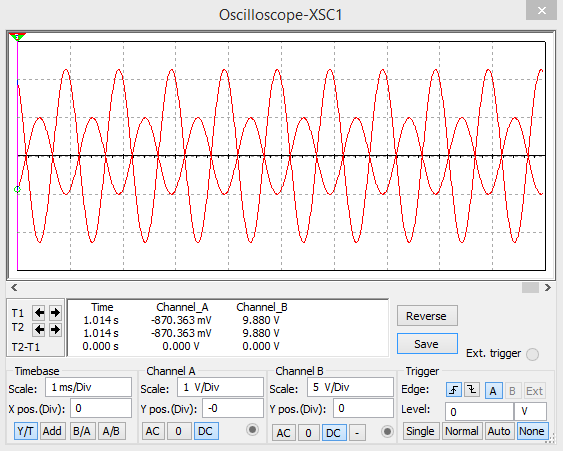 Oscilloscope-XSC1
T1
T2
T2-T1
Time Channel_A Channel_B
1.014 s -870.363 mV 9.880 V
1.014 s -870.363 mV 9.880 V
0.000 s 0.000 V 0.000 V
Reverse
Save
Ext. trigger
Timebase
Scale: 1 ms/Div
X pos.(Div): 0
Y/T Add B/A A/B
Channel A
Scale: 1 V/Div
Y pos.(Div): -0
AC 0 DC
Channel B
Scale: 5 V/Div
Y pos.(Div): 0
AC 0 DC -
Trigger
Edge: A B Ext
Level: 0 V
Single Normal Auto None